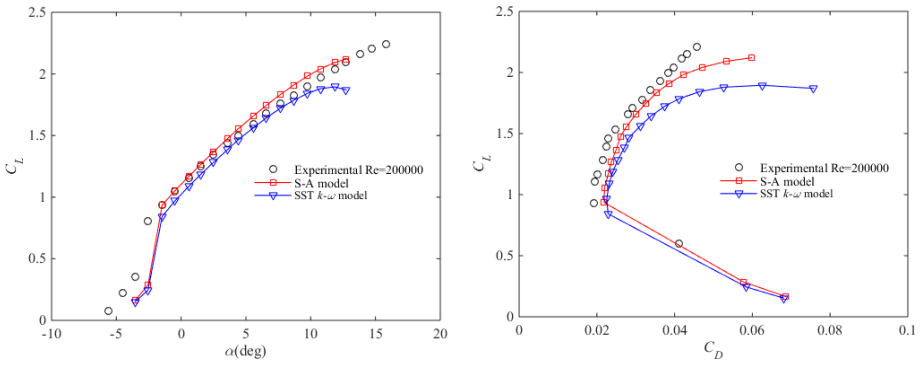 2.5
2
1.5
1
0.5
0
-10
-5
0
5
10
15
20
C_L
α(deg)
Experimental Re=200000
S-A model
SST k-ω model
2.5
2
1.5
1
0.5
0
0
0.02
0.04
0.06
0.08
0.1
C_L
C_D
Experimental Re=200000
S-A model
SST k-ω model